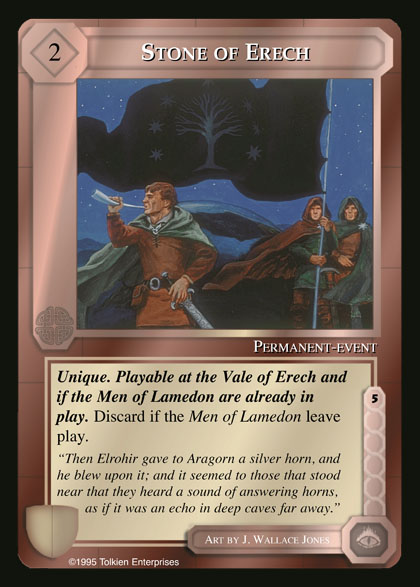 2
STONE OF ERECH
PERMANENT-EVENT
Unique. Playable at the Vale of Erech and
if the Men of Lamedon are already in
play. Discard if the Men of Lamedon leave
play.
5
“Then Elrohir gave to Aragorn a silver horn, and
he blew upon it; and it seemed to those that stood
near that they heard a sound of answering horns,
as if it was an echo in deep caves far away.”
ART BY J. WALLACE JONES
©1995 Tolkien Enterprises